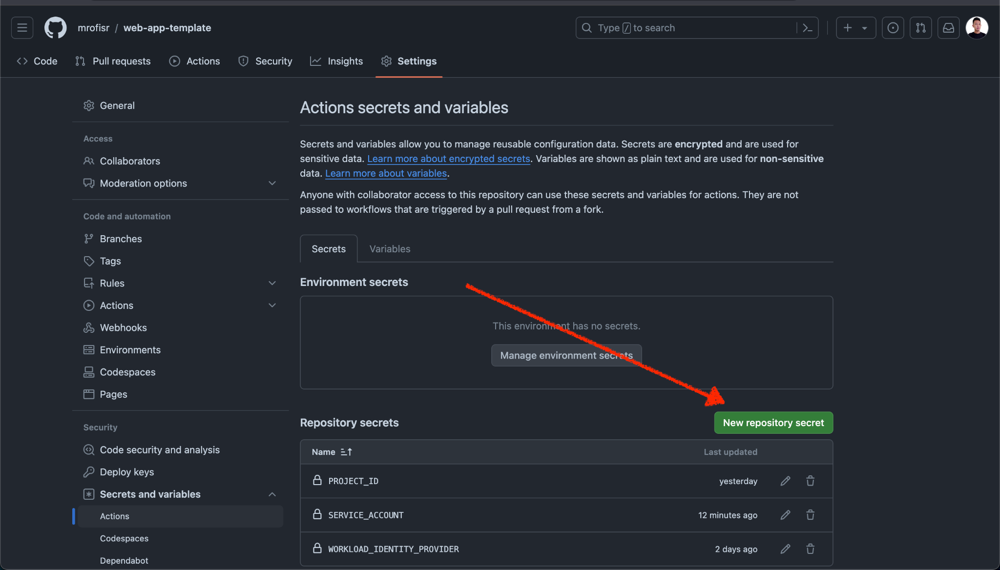 mrofisr / web-app-template
Type / to search
Code
Pull requests
Actions
Security
Insights
Settings
General
Access
Collaborators
Moderation options
Code and automation
Branches
Tags
Rules
Actions
Webhooks
Environments
Codespaces
Pages
Security
Code security and analysis
Deploy keys
Secrets and variables
Actions
Codespaces
Dependabot
Actions secrets and variables
Secrets and variables allow you to manage reusable configuration data. Secrets are encrypted and are used for
sensitive data. Learn more about encrypted secrets. Variables are shown as plain text and are used for non-sensitive
data. Learn more about variables.
Anyone with collaborator access to this repository can use these secrets and variables for actions. They are not
passed to workflows that are triggered by a pull request from a fork.
Secrets
Variables
Environment secrets
This environment has no secrets.
Manage environment secrets
Repository secrets
New repository secret
Name
Last updated
PROJECT_ID
yesterday
SERVICE_ACCOUNT
12 minutes ago
WORKLOAD_IDENTITY_PROVIDER
2 days ago